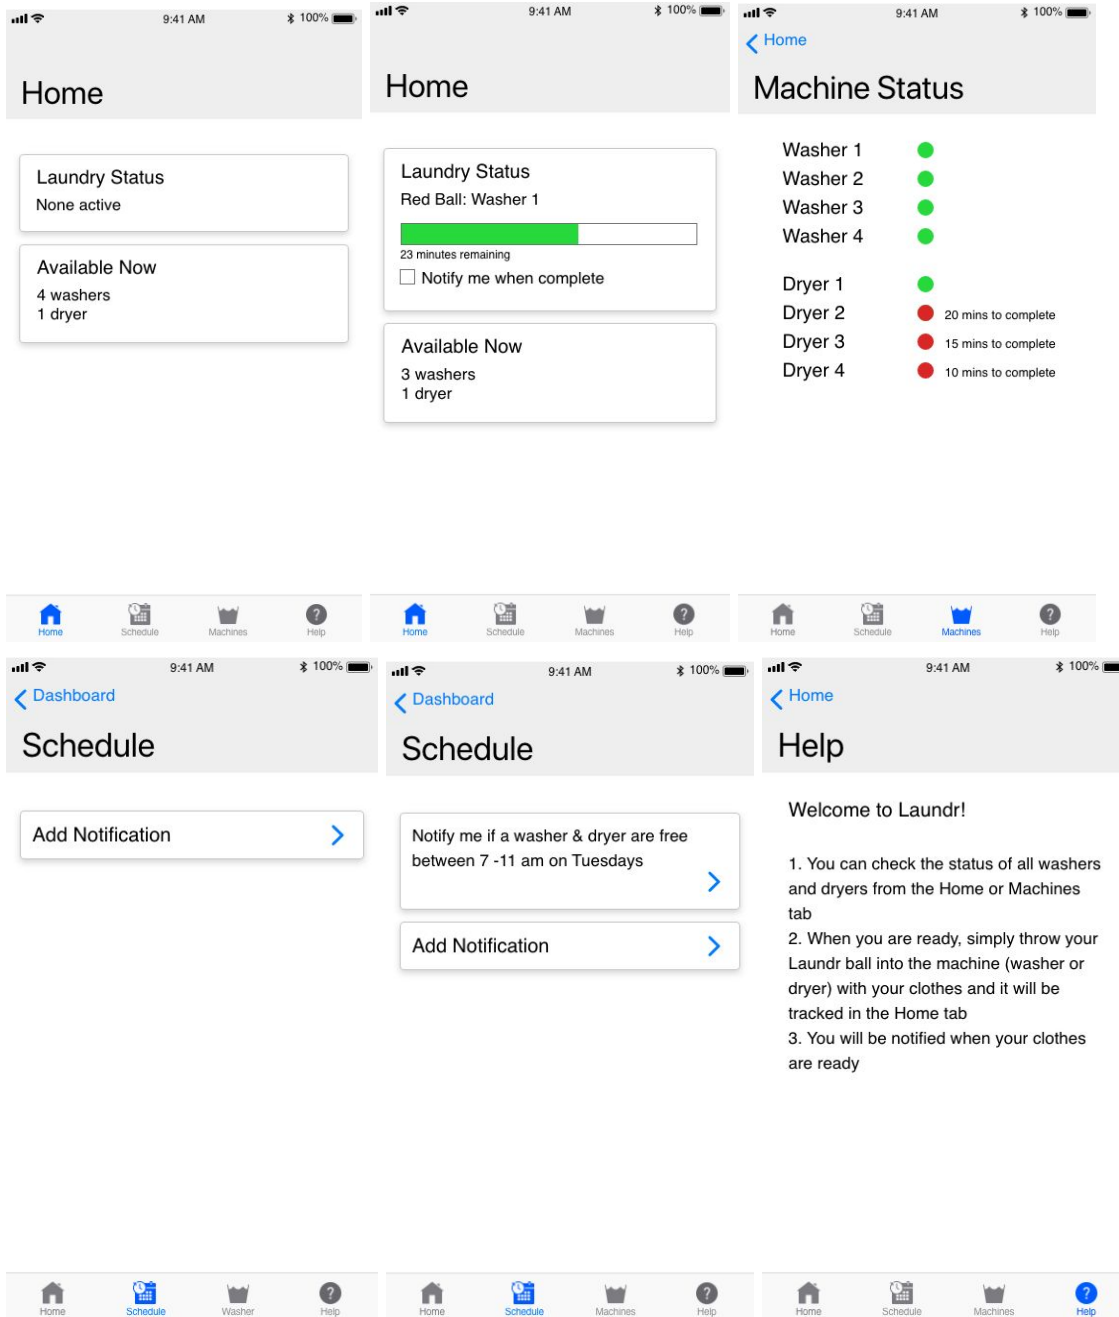 9:41 AM 100%
Home
Laundry Status
None active
Available Now
4 washers
1 dryer
Home Schedule Machines Help
9:41 AM 100%
Home
Laundry Status
Red Ball: Washer 1
23 minutes remaining
Notify me when complete
Available Now
3 washers
1 dryer
Home Schedule Machines Help
9:41 AM 100%
Home
Machine Status
Washer 1
Washer 2
Washer 3
Washer 4
Dryer 1
Dryer 2 20 mins to complete
Dryer 3 15 mins to complete
Dryer 4 10 mins to complete
Home Schedule Machines Help
9:41 AM 100%
Dashboard
Schedule
Add Notification
Home Schedule Washer Help
9:41 AM 100%
Dashboard
Schedule
Notify me if a washer & dryer are free
between 7 -11 am on Tuesdays
Add Notification
Home Schedule Machines Help
9:41 AM 100%
Home
Help
Welcome to Laundr!
1. You can check the status of all washers
and dryers from the Home or Machines
tab
2. When you are ready, simply throw your
Laundr ball into the machine (washer or
dryer) with your clothes and it will be
tracked in the Home tab
3. You will be notified when your clothes
are ready
Home Schedule Machines Help